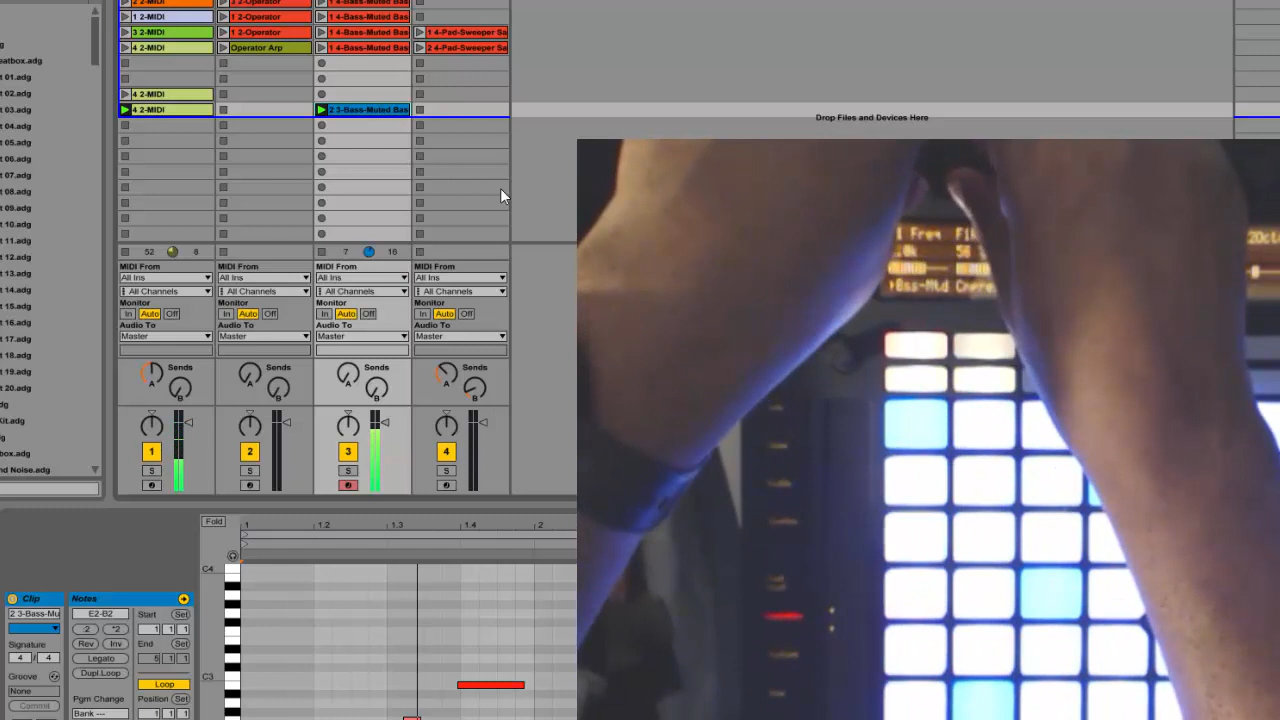 2 2-MIDI 3 2-Operator 1 4-Bass-Muted Bas
1 2-MIDI 1 2-Operator 1 4-Bass-Muted Bas
3 2-MIDI 1 2-Operator 1 4-Bass-Muted Bas 1 4-Pad-Sweeper Sa
4 2-MIDI Operator Arp 1 4-Bass-Muted Bas 2 4-Pad-Sweeper Sa
4 2-MIDI
4 2-MIDI 2 3-Bass-Muted Bas
Drop Files and Devices Here
eatbox.adg
t 01.adg
t 02.adg
t 03.adg
t 04.adg
t 05.adg
t 06.adg
t 07.adg
t 08.adg
t 09.adg
t 10.adg
t 11.adg
t 12.adg
t 13.adg
t 14.adg
t 15.adg
t 16.adg
t 17.adg
t 18.adg
t 19.adg
t 20.adg
dg
Kit.adg
g
box.adg
nd Noise.adg
52 8 7 16
MIDI From MIDI From MIDI From MIDI From
All Ins All Ins All Ins All Ins
All Channels All Channels All Channels All Channels
Monitor Monitor Monitor Monitor
In Auto Off In Auto Off In Auto Off In Auto Off
Audio To Audio To Audio To Audio To
Master Master Master Master
Sends Sends Sends Sends
A B A B A B A B
1 2 3 4
S S S S
Fold 1 1.2 1.3 1.4 2
C4
C3
Clip Notes
2 3-Bass-Mu E2-B2 Start Set
:2 *2 1 1 1
Signature Rev Inv End Set
4 / 4 Legato 5 1 1
Groove Dupl.Loop
None Loop
Commit Pgm Change Position Set
Bank --- 1 1 1